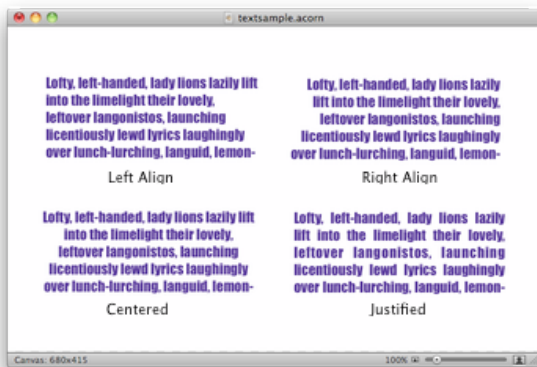 textsample.acorn
Lofty, left-handed, lady lions lazily lift
into the limelight their lovely,
leftover langonistos, launching
licentiously lewd lyrics laughingly
over lunch-lurching, languid, lemon-
Left Align
Lofty, left-handed, lady lions lazily
lift into the limelight their lovely,
leftover langonistos, launching
licentiously lewd lyrics laughingly
over lunch-lurching, languid, lemon-
Right Align
Lofty, left-handed, lady lions lazily lift
into the limelight their lovely,
leftover langonistos, launching
licentiously lewd lyrics laughingly
over lunch-lurching, languid, lemon-
Centered
Lofty, left-handed, lady lions lazily
lift into the limelight their lovely,
leftover langonistos, launching
licentiously lewd lyrics laughingly
over lunch-lurching, languid, lemon-
Justified
Canvas: 680x415
100%